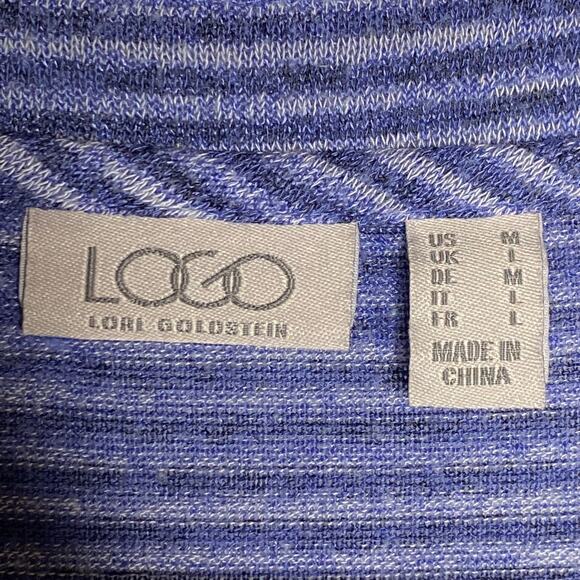 LOGO
LORI GOLDSTEIN
US M
UK L
DE M
IT L
FR L
MADE IN
CHINA